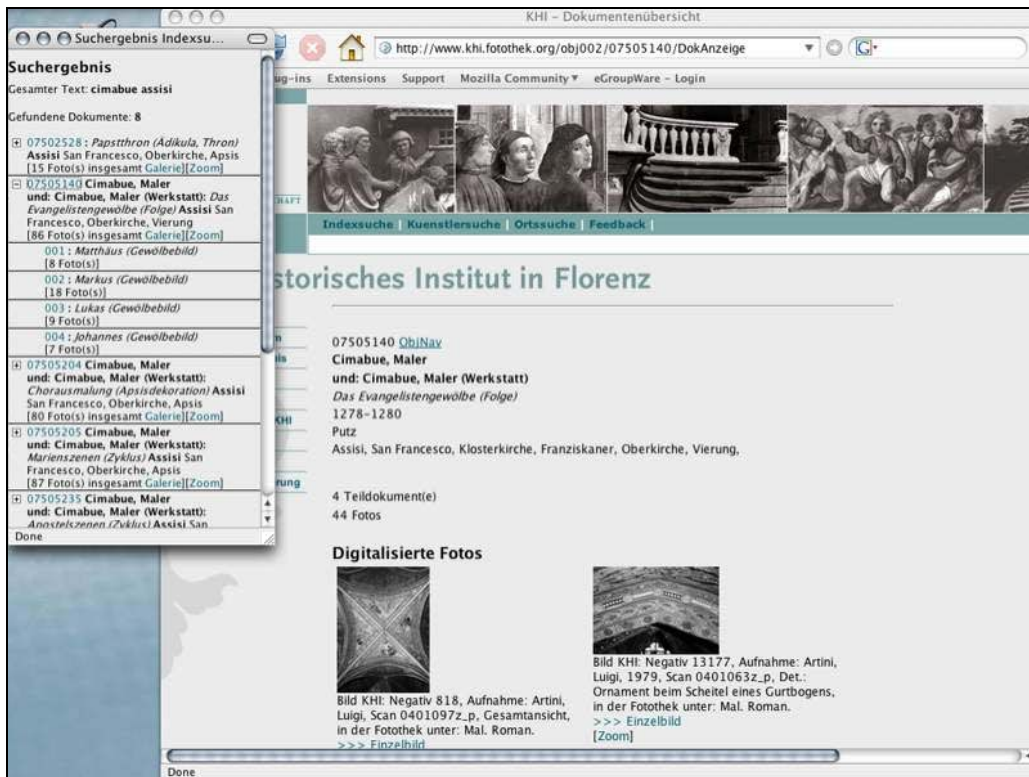 KHI – Dokumentenübersicht
Suchergebnis Indexsu...
http://www.khi.fotothek.org/obj002/07505140/DokAnzeige
ug-ins Extensions Support Mozilla Community eGroupWare – Login
Suchergebnis
Gesamter Text: cimabue assisi
Gefundene Dokumente: 8
07502528 : Papstthron (Ädikula, Thron)
Assisi San Francesco, Oberkirche, Apsis
[15 Foto(s) insgesamt Galerie][Zoom]
07505140 Cimabue, Maler
und: Cimabue, Maler (Werkstatt): Das
Evangelistengewölbe (Folge) Assisi San
Francesco, Oberkirche, Vierung
[86 Foto(s) insgesamt Galerie][Zoom]
001 : Matthäus (Gewölbebild)
[8 Foto(s)]
002 : Markus (Gewölbebild)
[18 Foto(s)]
003 : Lukas (Gewölbebild)
[9 Foto(s)]
004 : Johannes (Gewölbebild)
[7 Foto(s)]
07505204 Cimabue, Maler
und: Cimabue, Maler (Werkstatt):
Chorausmalung (Apsisdekoration) Assisi
San Francesco, Oberkirche, Apsis
[80 Foto(s) insgesamt Galerie][Zoom]
07505205 Cimabue, Maler
und: Cimabue, Maler (Werkstatt):
Marienszenen (Zyklus) Assisi San
Francesco, Oberkirche, Apsis
[87 Foto(s) insgesamt Galerie][Zoom]
07505235 Cimabue, Maler
und: Cimabue, Maler (Werkstatt):
Apostelszenen (Zyklus) Assisi San
Done
HAFT
Indexsuche | Kuenstlersuche | Ortssuche | Feedback |
storisches Institut in Florenz
n
nis
KHI
rung
07505140 ObjNav
Cimabue, Maler
und: Cimabue, Maler (Werkstatt)
Das Evangelistengewölbe (Folge)
1278–1280
Putz
Assisi, San Francesco, Klosterkirche, Franziskaner, Oberkirche, Vierung,
4 Teildokument(e)
44 Fotos
Digitalisierte Fotos
Bild KHI: Negativ 818, Aufnahme: Artini,
Luigi, Scan 0401097z_p, Gesamtansicht,
in der Fotothek unter: Mal. Roman.
>>> Einzelbild
Bild KHI: Negativ 13177, Aufnahme: Artini,
Luigi, 1979, Scan 0401063z_p, Det.:
Ornament beim Scheitel eines Gurtbogens,
in der Fotothek unter: Mal. Roman.
>>> Einzelbild
[Zoom]
Done